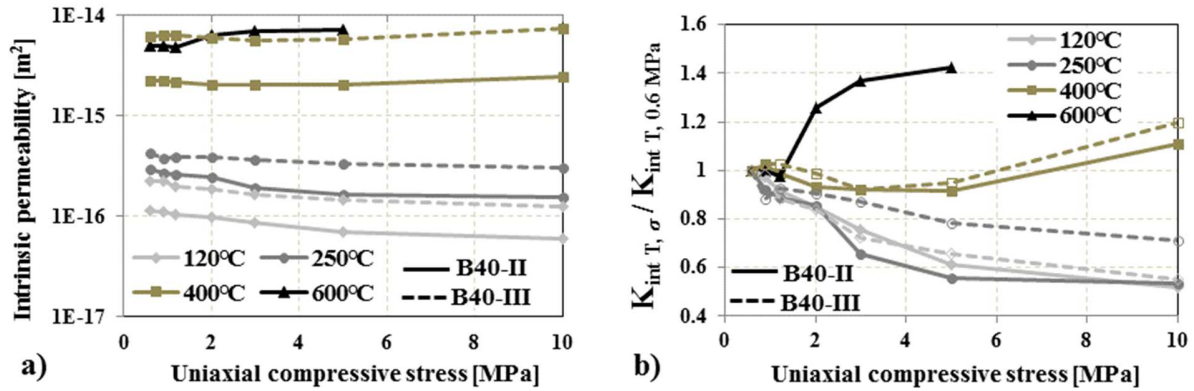 1E-14
1E-15
1E-16
1E-17
Intrinsic permeability [m²]
120°C 250°C
400°C 600°C
B40-II
B40-III
0 2 4 6 8 10
Uniaxial compressive stress [MPa]
a)
1.6
1.4
1.2
1
0.8
0.6
0.4
K int T, σ / K int T, 0.6 MPa
120°C
250°C
400°C
600°C
B40-II
B40-III
0 2 4 6 8 10
Uniaxial compressive stress [MPa]
b)